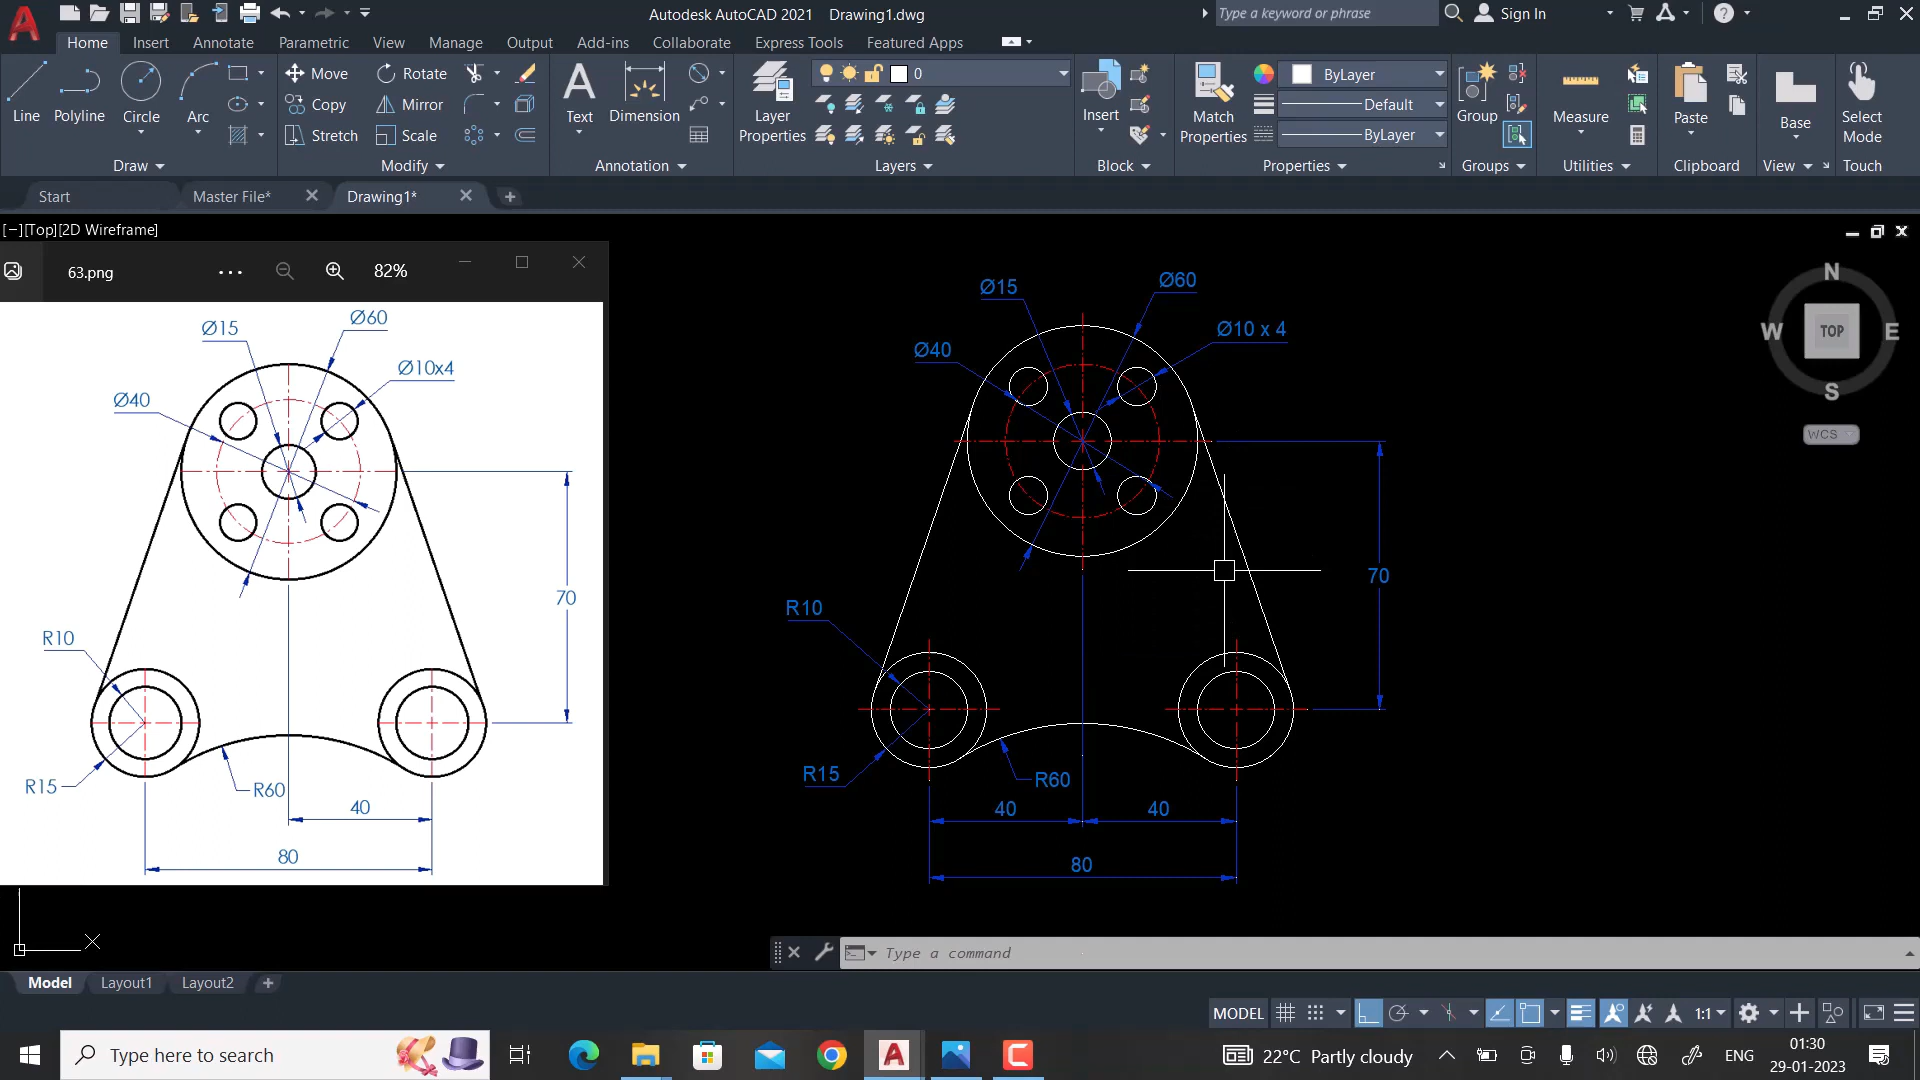 Autodesk AutoCAD 2021 Drawing1.dwg
Type a keyword or phrase
Sign In
Home Insert Annotate Parametric View Manage Output Add-ins Collaborate Express Tools Featured Apps
Line Polyline Circle Arc
Move Rotate
Copy Mirror
Stretch Scale
Text Dimension
Layer Properties
0
Insert
Match Properties
ByLayer
Default
ByLayer
Group
Measure
Paste
Base
Select Mode
Draw Modify Annotation Layers Block Properties Groups Utilities Clipboard View Touch
Start Master File* Drawing1*
[−][Top][2D Wireframe]
63.png
82%
Ø15
Ø60
Ø10x4
Ø40
R10
70
R15
R60
40
80
Ø15
Ø60
Ø10 x 4
Ø40
R10
70
R15
R60
40
40
80
N
W TOP E
S
WCS
X
Type a command
Model Layout1 Layout2
MODEL
1:1
Type here to search
22°C Partly cloudy
ENG
01:30
29-01-2023